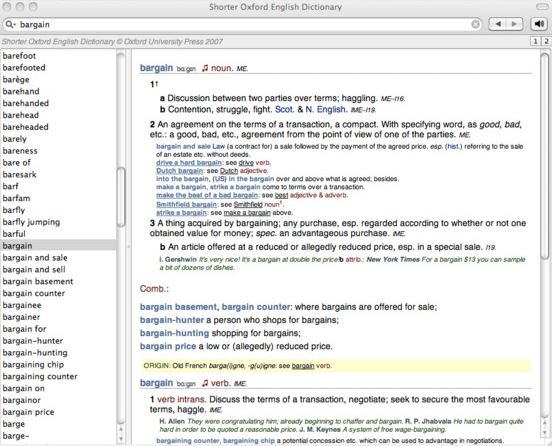 Shorter Oxford English Dictionary
bargain
Shorter Oxford English Dictionary © Oxford University Press 2007
1 2
barefoot
barefooted
barège
barehand
barehanded
barehead
bareheaded
barely
bareness
bare of
baresark
barf
barfam
barfly
barfly jumping
barful
bargain
bargain and sale
bargain and sell
bargain basement
bargain counter
bargainee
bargainer
bargain for
bargain-hunter
bargain-hunting
bargaining chip
bargaining counter
bargain on
bargainor
bargain price
barge
barge-
bargain ˈbɑːgɪn noun. ME.
1†
a Discussion between two parties over terms; haggling. ME–L16.
b Contention, struggle, fight. Scot. & N. English. LME–L19.
2 An agreement on the terms of a transaction, a compact. With specifying word, as good, bad,
etc.: a good, bad, etc., agreement from the point of view of one of the parties. ME.
bargain and sale Law (a contract for) a sale followed by the payment of the agreed price, esp. (hist.) referring to the sale
of an estate etc. without deeds.
drive a hard bargain: see drive verb.
Dutch bargain: see Dutch adjective.
into the bargain, (US) in the bargain over and above what is agreed; besides.
make a bargain, strike a bargain come to terms over a transaction.
make the best of a bad bargain: see best adjective & adverb.
Smithfield bargain: see Smithfield noun¹.
strike a bargain: see make a bargain above.
3 A thing acquired by bargaining; any purchase, esp. regarded according to whether or not one
obtained value for money; spec. an advantageous purchase. LME.
b An article offered at a reduced or allegedly reduced price, esp. in a special sale. L19.
I. Gershwin It's very nice! It's a bargain at double the price! b attrib.: New York Times For a bargain $13 you can sample
a bit of dozens of dishes.
Comb.:
bargain basement, bargain counter: where bargains are offered for sale;
bargain-hunter a person who shops for bargains;
bargain-hunting shopping for bargains;
bargain price a low or (allegedly) reduced price.
ORIGIN: Old French barga(i)gne, -g(u)igne: see bargain verb.
bargain ˈbɑːgɪn verb. LME.
1 verb intrans. Discuss the terms of a transaction, negotiate; seek to secure the most favourable
terms, haggle. LME.
H. Allen They were congratulating him; already beginning to chaffer and bargain. R. P. Jhabvala He had to bargain quite
hard in order to be quoted a reasonable price. J. M. Keynes A system of free wage-bargaining.
bargaining counter, bargaining chip a potential concession etc. which can be used to advantage in negotiations.